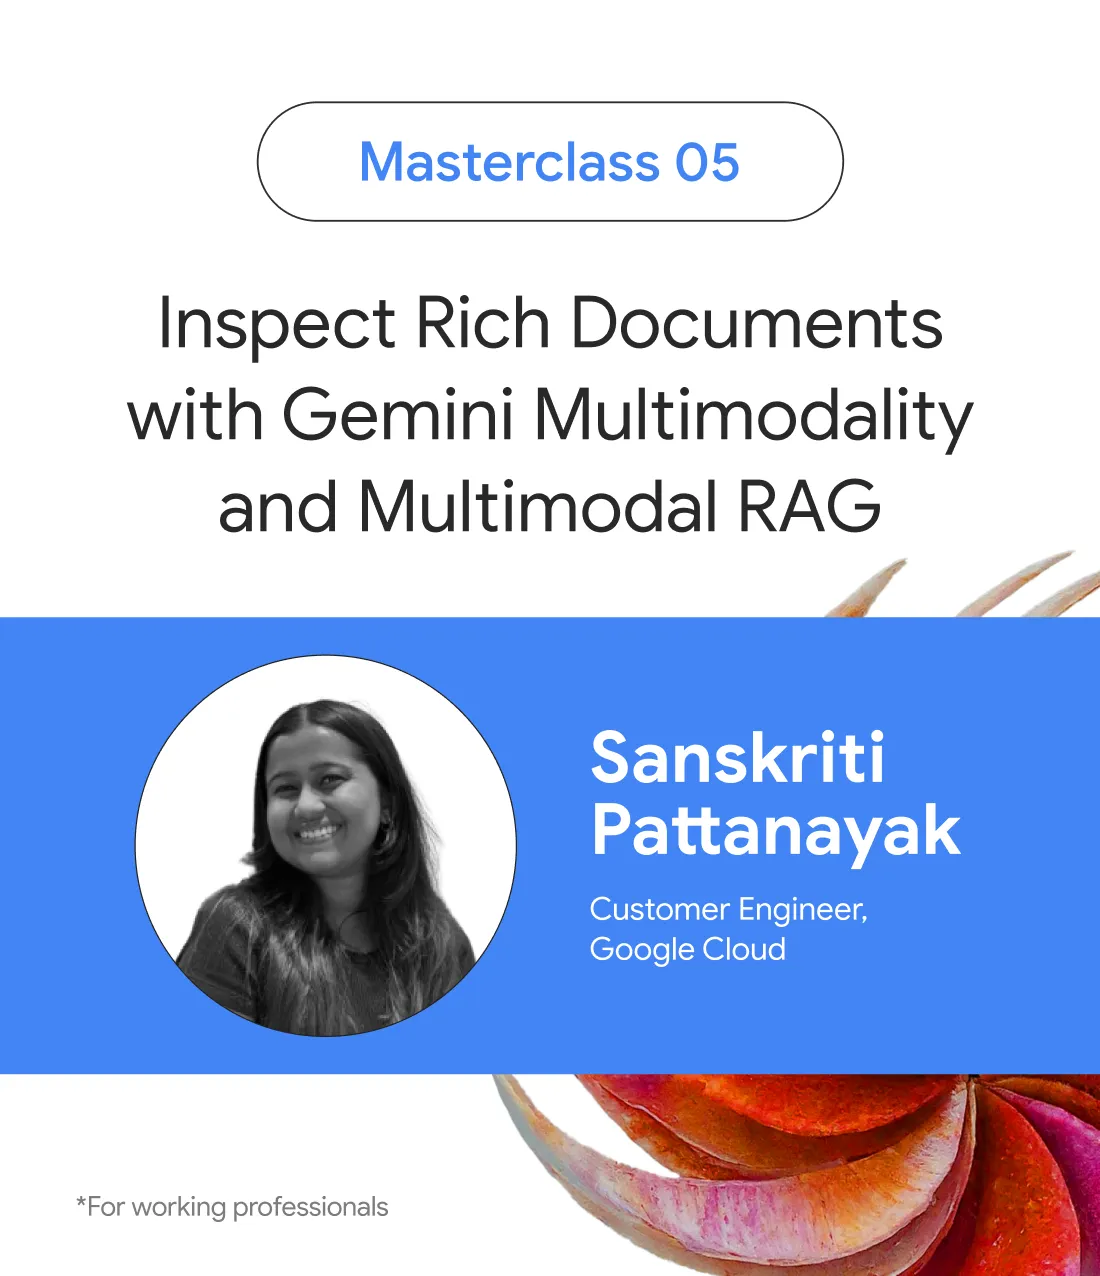 Masterclass 05
Inspect Rich Documents
with Gemini Multimodality
and Multimodal RAG
Sanskriti
Pattanayak
Customer Engineer,
Google Cloud
*For working professionals